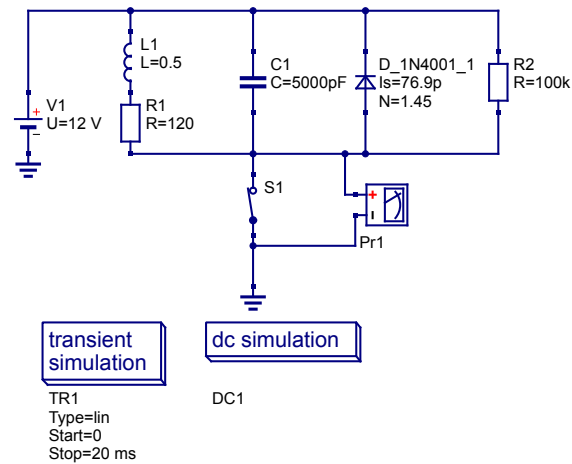 L1
L=0.5
C1
C=5000pF
D_1N4001_1
Is=76.9p
N=1.45
R2
R=100k
V1
U=12 V
R1
R=120
S1
Pr1
transient
simulation
dc simulation
TR1
Type=lin
Start=0
Stop=20 ms
DC1